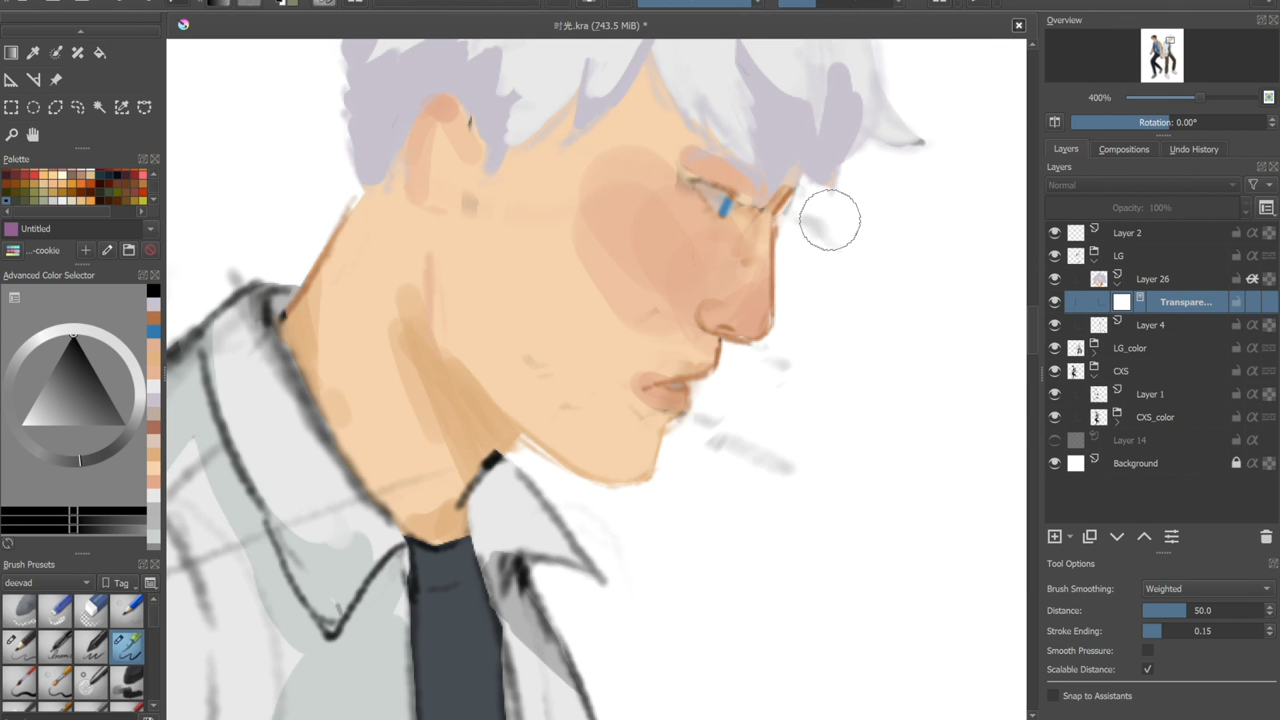 时光.kra (743.5 MiB) *
Overview
400%
Rotation: 0.00°
Layers
Compositions
Undo History
Layers
Normal
Opacity: 100%
Layer 2
LG
Layer 26
Transpare...
Layer 4
LG_color
CXS
Layer 1
CXS_color
Layer 14
Background
Tool Options
Brush Smoothing:
Weighted
Distance:
50.0
Stroke Ending:
0.15
Smooth Pressure:
Scalable Distance:
Snap to Assistants
Palette
Untitled
...-cookie
Advanced Color Selector
Brush Presets
deevad
Tag